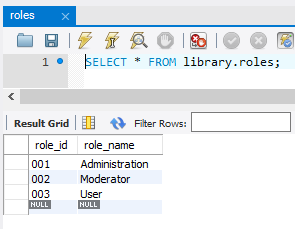 roles
1 SELECT * FROM library.roles;
Result Grid Filter Rows:
role_id role_name
001 Administration
002 Moderator
003 User
NULL NULL